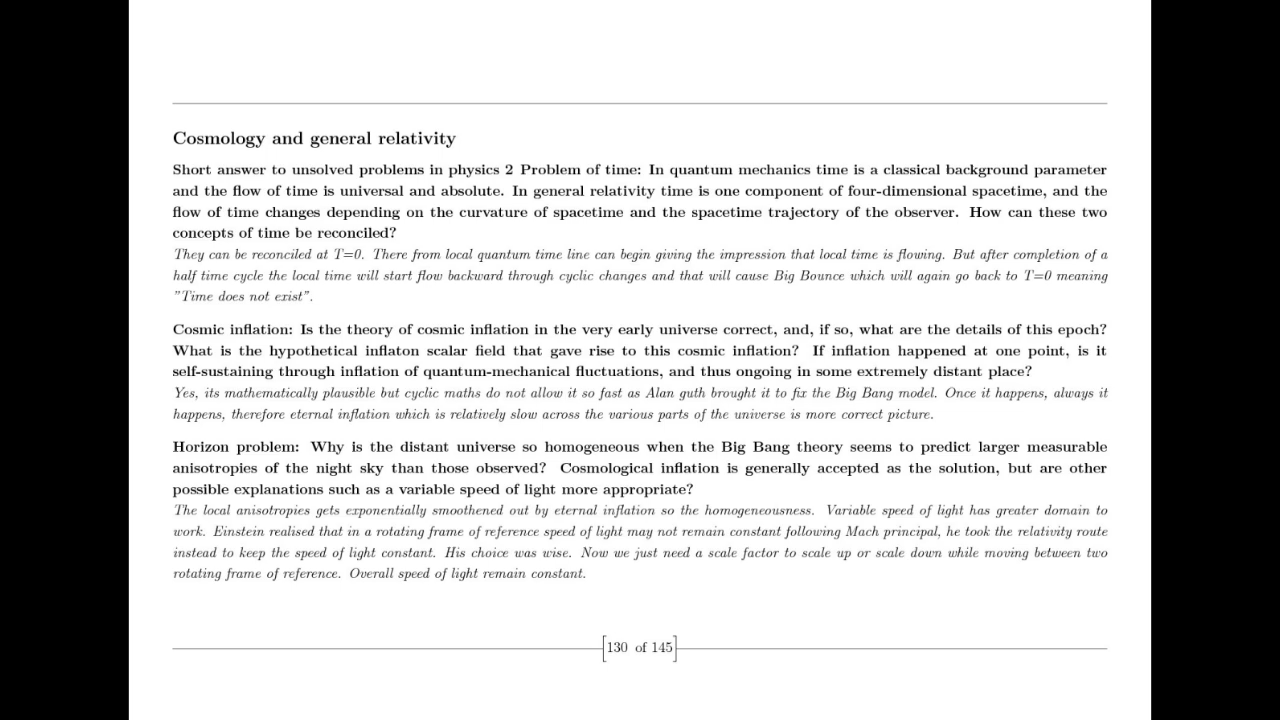 Cosmology and general relativity
Short answer to unsolved problems in physics 2 Problem of time: In quantum mechanics time is a classical background parameter
and the flow of time is universal and absolute. In general relativity time is one component of four-dimensional spacetime, and the
flow of time changes depending on the curvature of spacetime and the spacetime trajectory of the observer. How can these two
concepts of time be reconciled?
They can be reconciled at T=0. There from local quantum time line can begin giving the impression that local time is flowing. But after completion of a
half time cycle the local time will start flow backward through cyclic changes and that will cause Big Bounce which will again go back to T=0 meaning
"Time does not exist".
Cosmic inflation: Is the theory of cosmic inflation in the very early universe correct, and, if so, what are the details of this epoch?
What is the hypothetical inflaton scalar field that gave rise to this cosmic inflation? If inflation happened at one point, is it
self-sustaining through inflation of quantum-mechanical fluctuations, and thus ongoing in some extremely distant place?
Yes, its mathematically plausible but cyclic maths do not allow it so fast as Alan guth brought it to fix the Big Bang model. Once it happens, always it
happens, therefore eternal inflation which is relatively slow across the various parts of the universe is more correct picture.
Horizon problem: Why is the distant universe so homogeneous when the Big Bang theory seems to predict larger measurable
anisotropies of the night sky than those observed? Cosmological inflation is generally accepted as the solution, but are other
possible explanations such as a variable speed of light more appropriate?
The local anisotropies gets exponentially smoothened out by eternal inflation so the homogeneousness. Variable speed of light has greater domain to
work. Einstein realised that in a rotating frame of reference speed of light may not remain constant following Mach principal, he took the relativity route
instead to keep the speed of light constant. His choice was wise. Now we just need a scale factor to scale up or scale down while moving between two
rotating frame of reference. Overall speed of light remain constant.
[130 of 145]